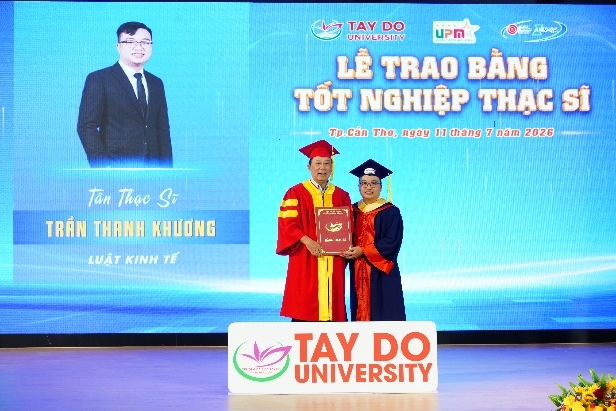 TAY DO
UNIVERSITY
UPM
LỄ TRAO BẰNG
TỐT NGHIỆP THẠC SĨ
Tp.Cần Thơ, ngày 11 tháng 7 năm 2026
Tân Thạc Sĩ
TRẦN THANH KHƯƠNG
LUẬT KINH TẾ
TAY DO
UNIVERSITY